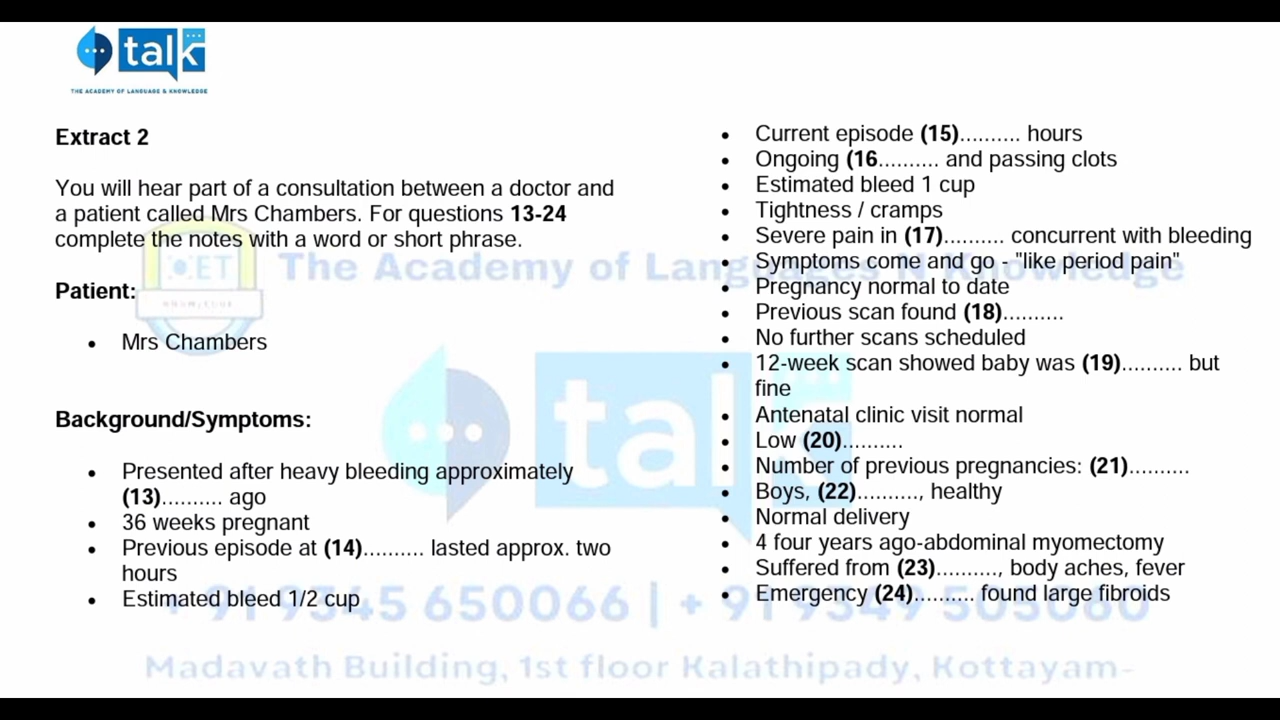 talk
THE ACADEMY OF LANGUAGE & KNOWLEDGE
Extract 2
You will hear part of a consultation between a doctor and
a patient called Mrs Chambers. For questions 13-24
complete the notes with a word or short phrase.
Patient:
• Mrs Chambers
Background/Symptoms:
• Presented after heavy bleeding approximately
(13).......... ago
• 36 weeks pregnant
• Previous episode at (14).......... lasted approx. two
hours
• Estimated bleed 1/2 cup
• Current episode (15).......... hours
• Ongoing (16.......... and passing clots
• Estimated bleed 1 cup
• Tightness / cramps
• Severe pain in (17).......... concurrent with bleeding
• Symptoms come and go - "like period pain"
• Pregnancy normal to date
• Previous scan found (18)..........
• No further scans scheduled
• 12-week scan showed baby was (19).......... but
fine
• Antenatal clinic visit normal
• Low (20)..........
• Number of previous pregnancies: (21)..........
• Boys, (22).........., healthy
• Normal delivery
• 4 four years ago-abdominal myomectomy
• Suffered from (23).........., body aches, fever
• Emergency (24).......... found large fibroids
OET
The Academy of Languages N Knowledge
talk
+ 91 9345 650066 | + 91 9349 505080
Madavath Building, 1st floor Kalathipady, Kottayam-